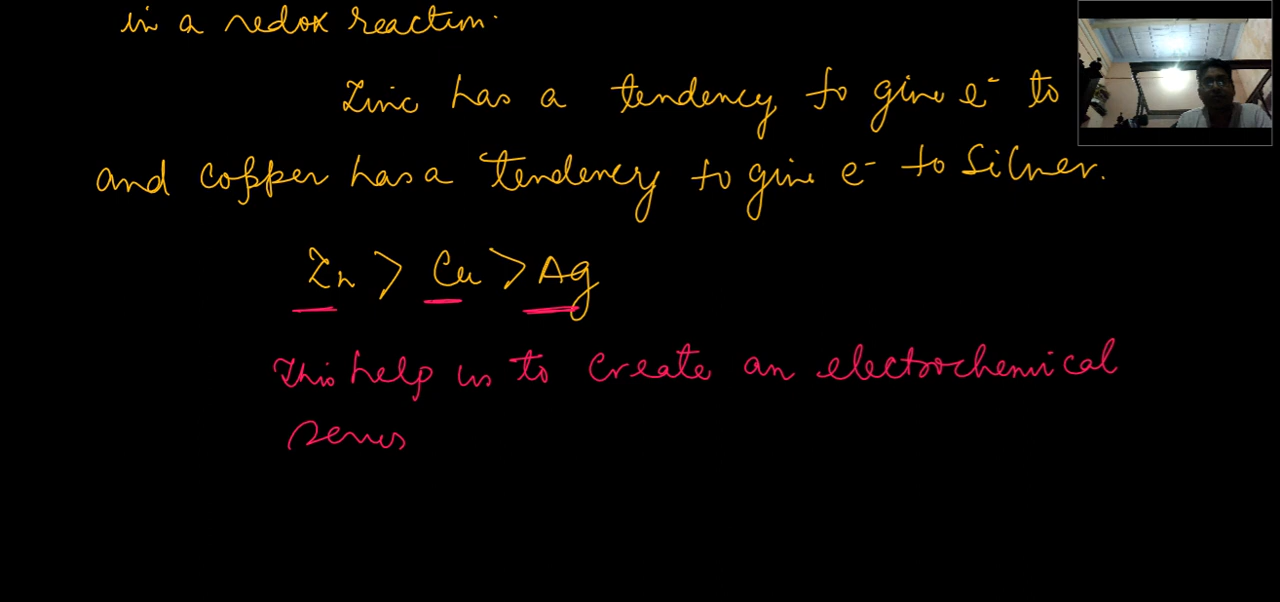 in a redox reaction.
Zinc has a tendency to give e⁻ to
and copper has a tendency to give e⁻ to Silver.
Zn > Cu > Ag
This help us to create an electrochemical
series